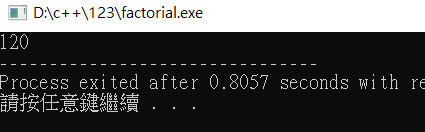 D:\c++\123\factorial.exe
120
--------------------------------
Process exited after 0.8057 seconds with re
請按任意鍵繼續 . . .